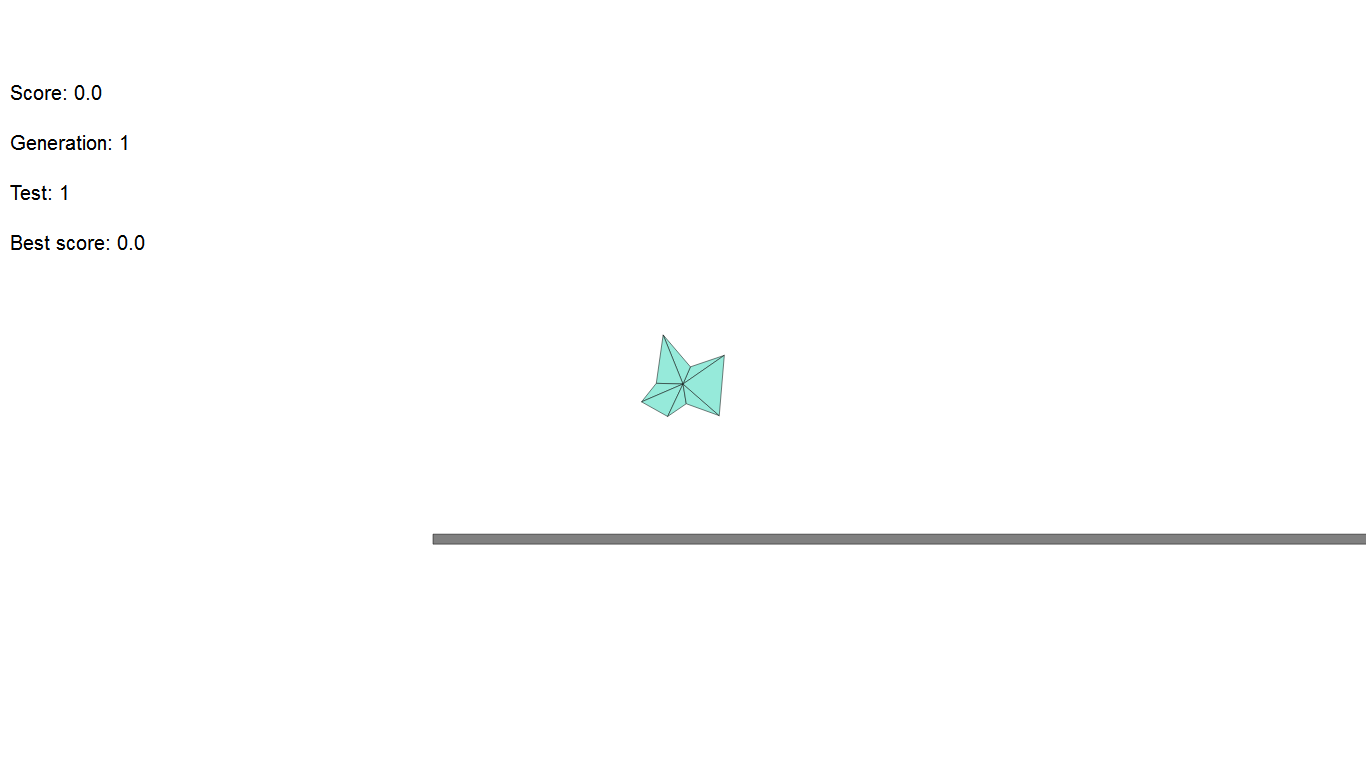 Score: 0.0
Generation: 1
Test: 1
Best score: 0.0